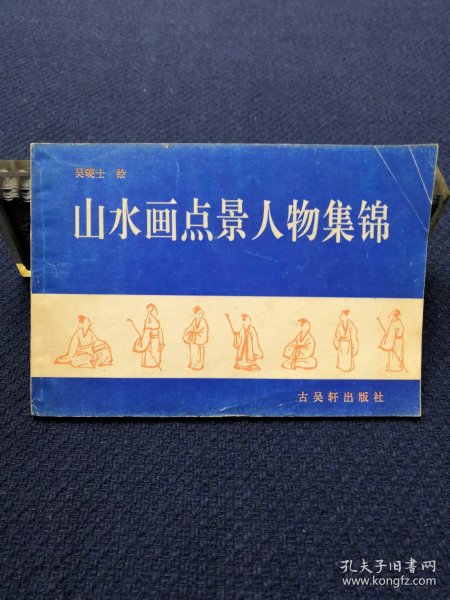 吴砚士 绘
山水画点景人物集锦
古吴轩出版社
孔夫子旧书网
www.kongfz.com